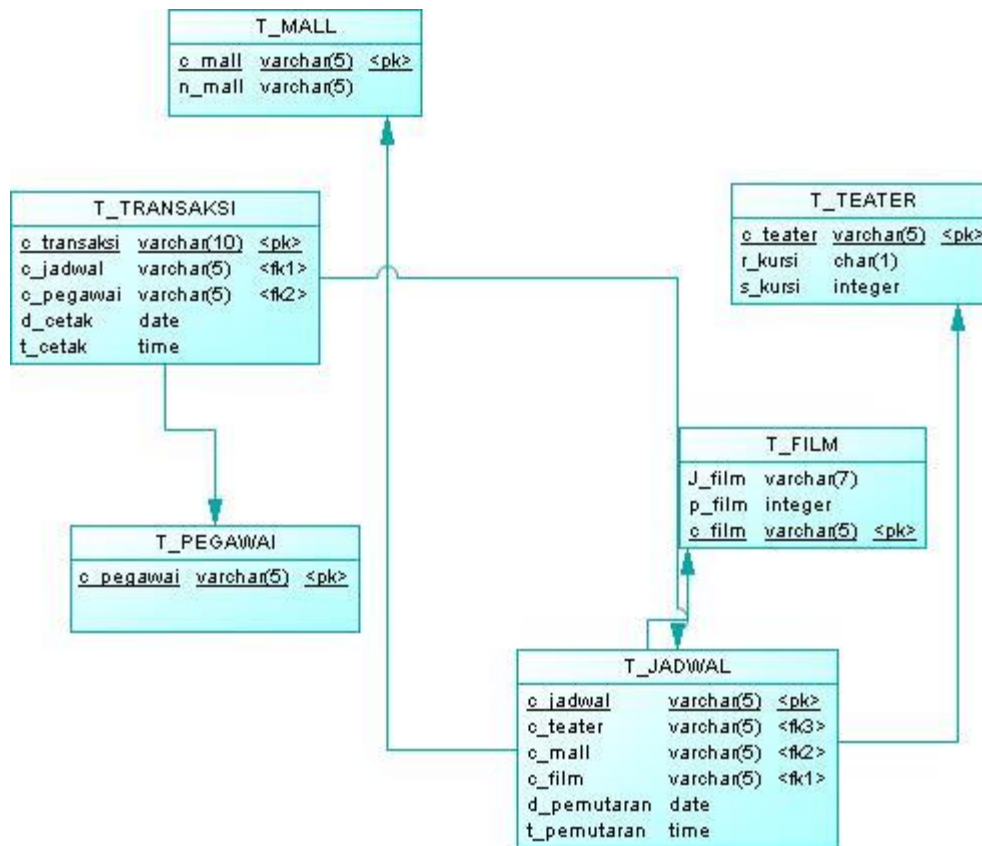 T_MALL
c_mall varchar(5) <pk>
n_mall varchar(5)
T_TRANSAKSI
c_transaksi varchar(10) <pk>
c_jadwal varchar(5) <fk1>
c_pegawai varchar(5) <fk2>
d_cetak date
t_cetak time
T_TEATER
c_teater varchar(5) <pk>
r_kursi char(1)
s_kursi integer
T_FILM
J_film varchar(7)
p_film integer
c_film varchar(5) <pk>
T_PEGAWAI
c_pegawai varchar(5) <pk>
T_JADWAL
c_jadwal varchar(5) <pk>
c_teater varchar(5) <fk3>
c_mall varchar(5) <fk2>
c_film varchar(5) <fk1>
d_pemutaran date
t_pemutaran time